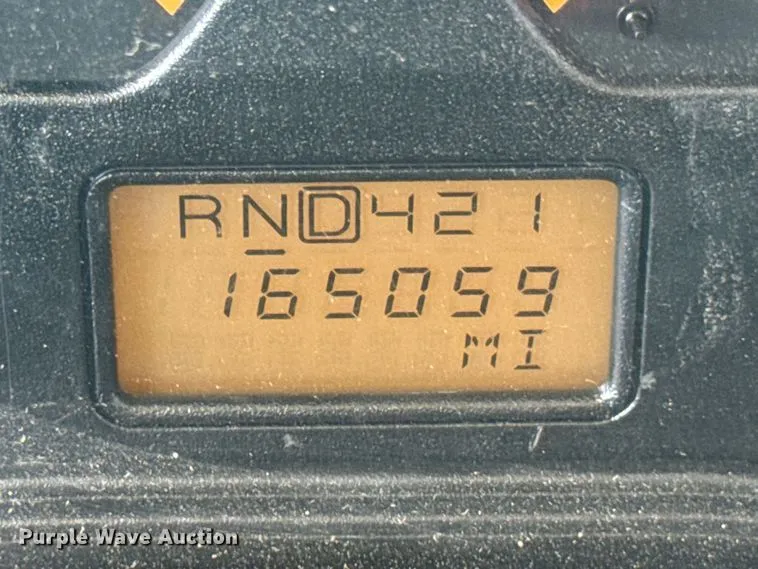 RND421
165059
MI
Purple Wave Auction